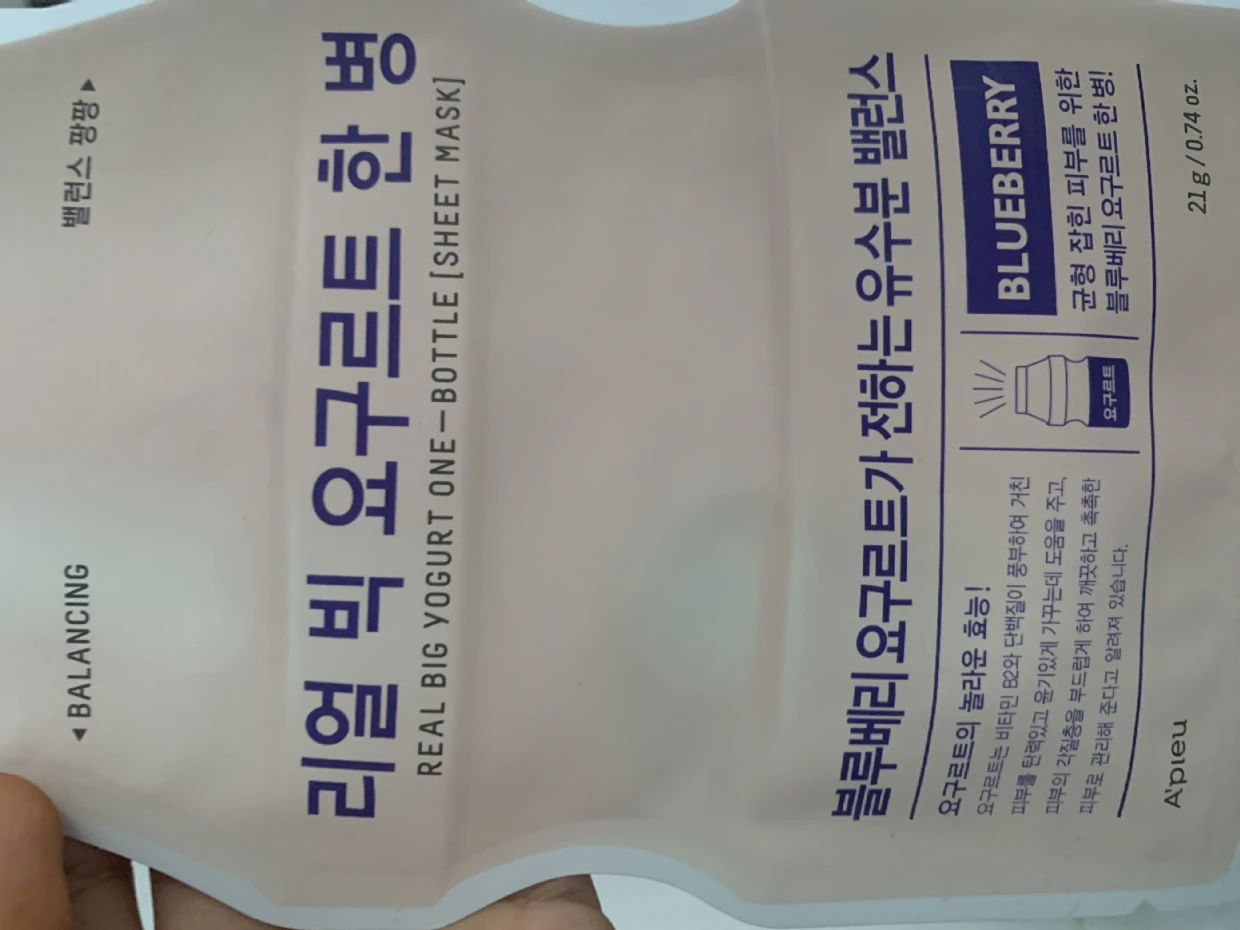 ◀ BALANCING
밸런스 팡팡 ▶
리얼 빅 요구르트 한 병
REAL BIG YOGURT ONE-BOTTLE [SHEET MASK]
블루베리 요구르트가 전하는 유수분 밸런스
요구르트의 놀라운 효능!
요구르트는 비타민 B2와 단백질이 풍부하여 거친
피부를 탄력있고 윤기있게 가꾸는데 도움을 주고,
피부의 각질층을 부드럽게 하여 깨끗하고 촉촉한
피부로 관리해 준다고 알려져 있습니다.
요구르트
BLUEBERRY
균형 잡힌 피부를 위한
블루베리 요구르트 한 병!
A'pieu
21g / 0.74 oz.